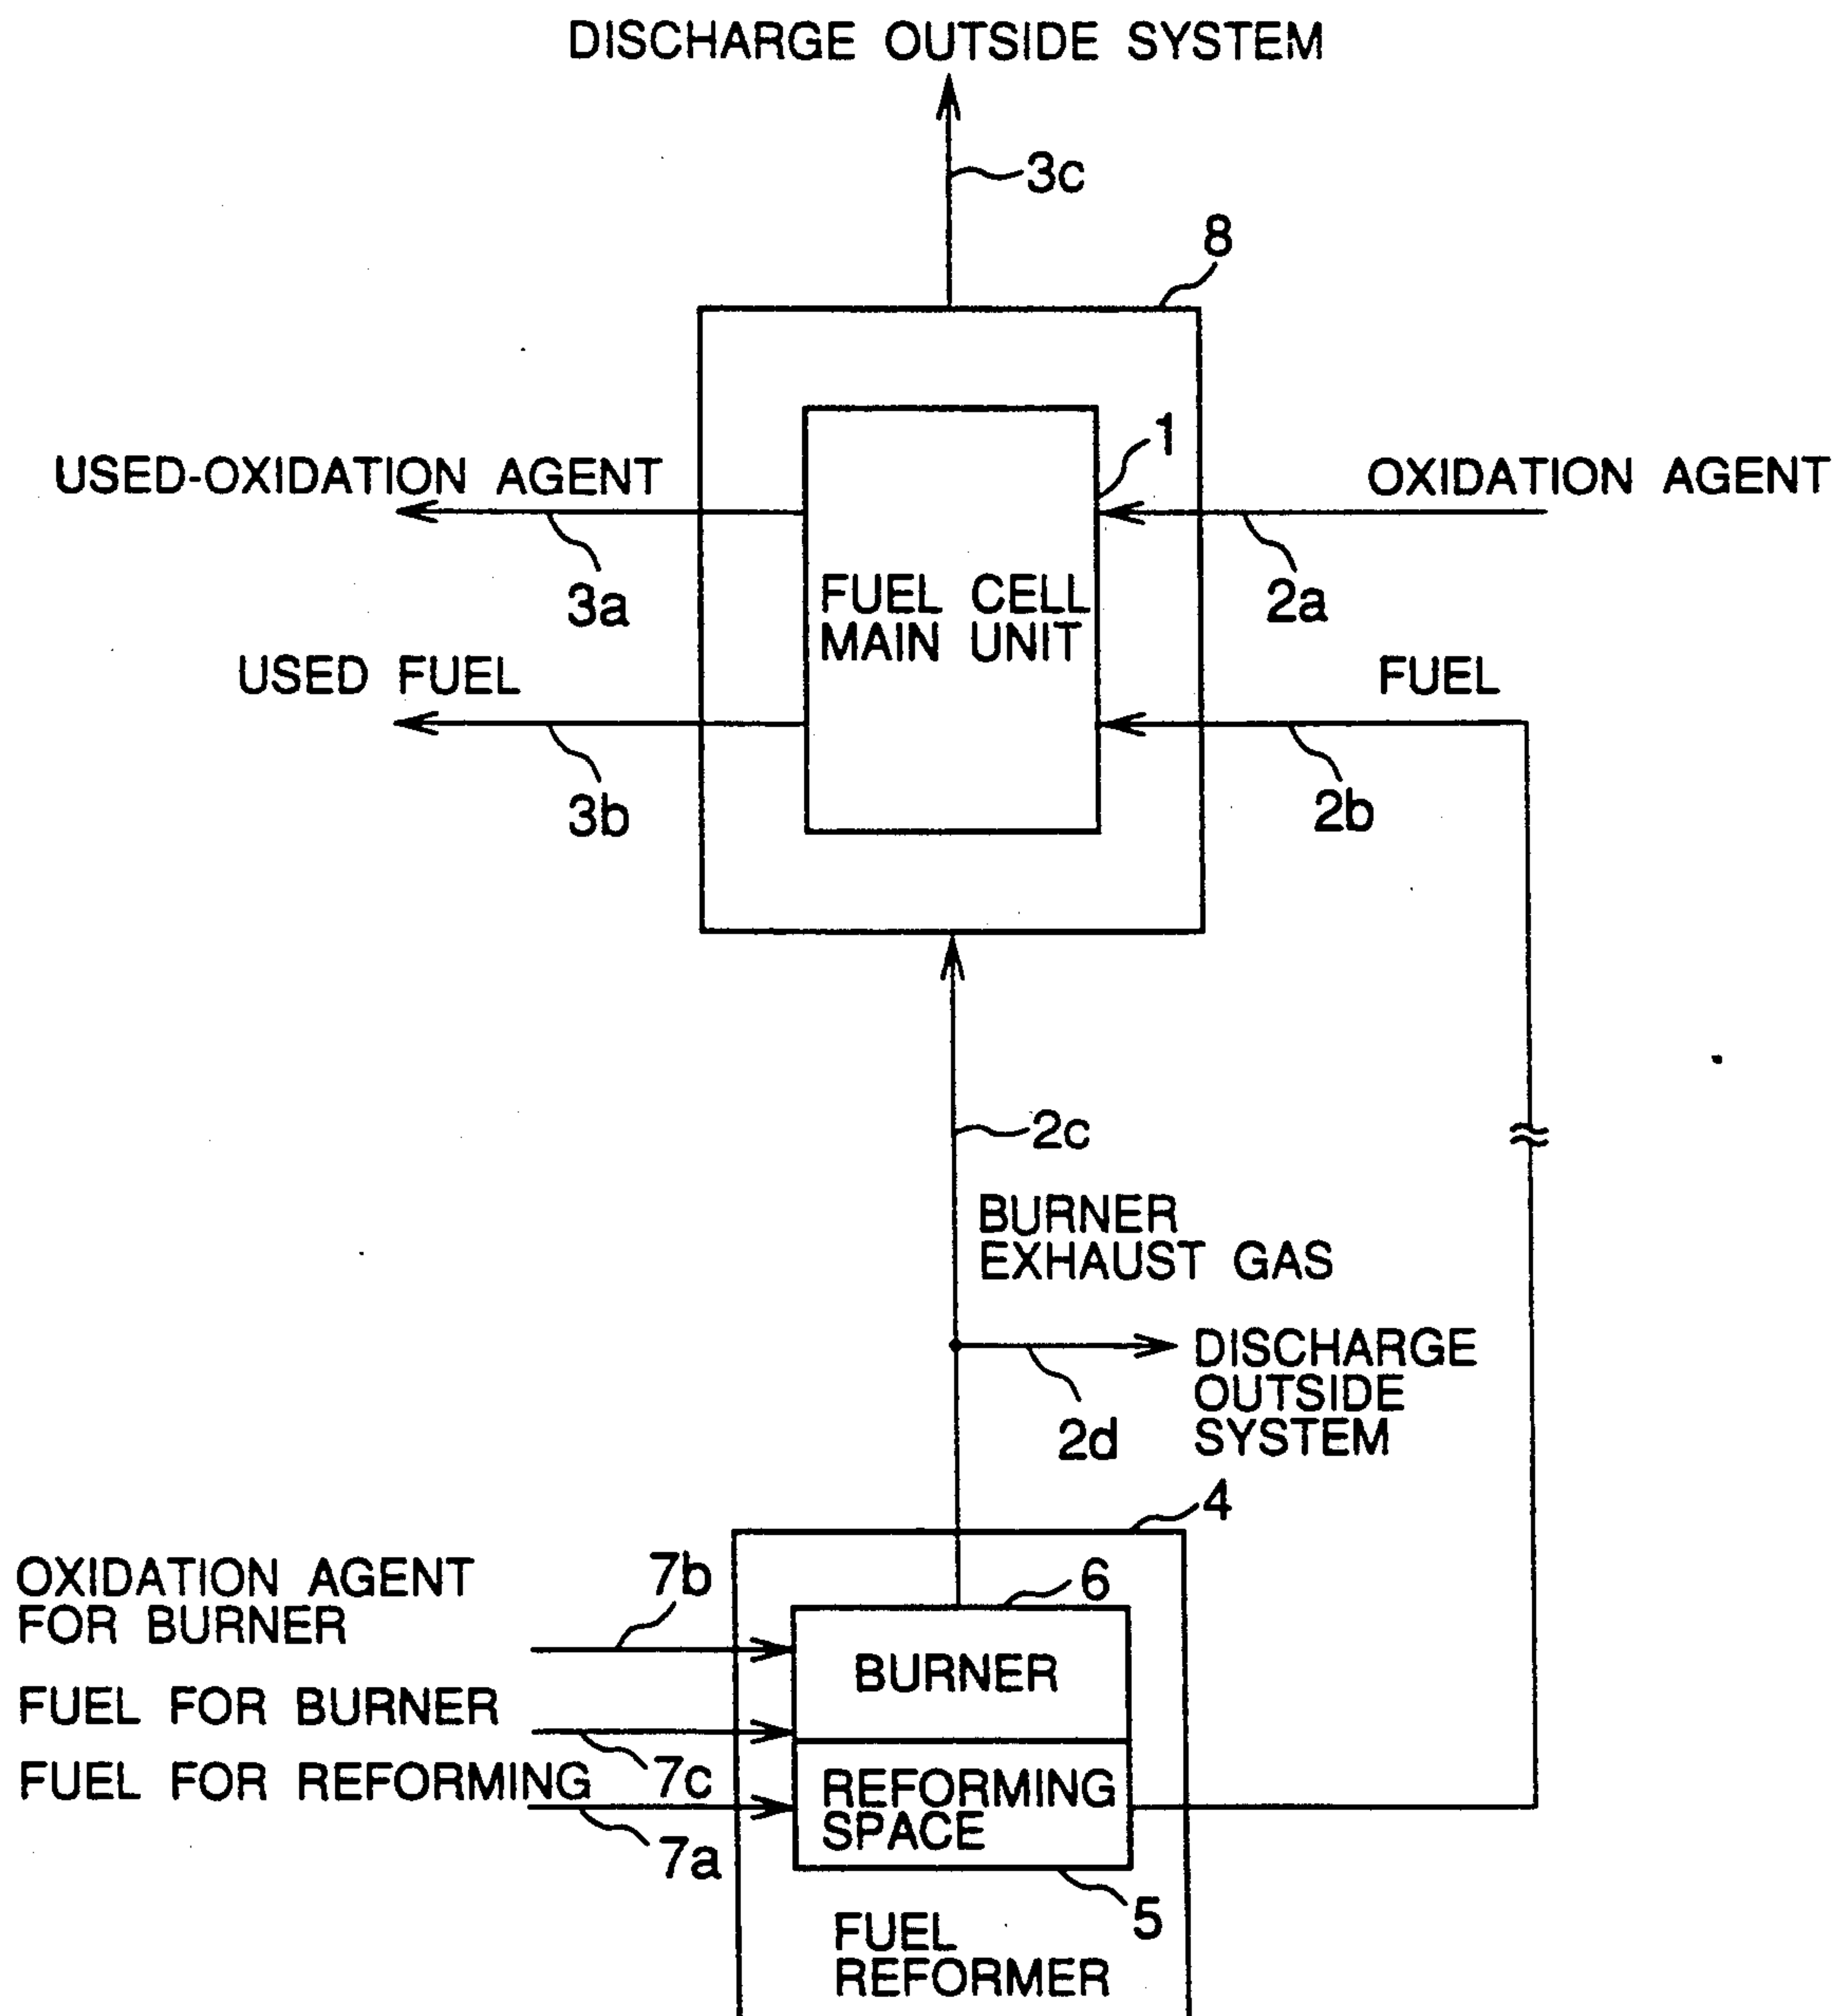 DISCHARGE OUTSIDE SYSTEM
3c
8
1
USED-OXIDATION AGENT
OXIDATION AGENT
3a
FUEL CELL
MAIN UNIT
2a
USED FUEL
FUEL
3b
2b
2c
BURNER
EXHAUST GAS
DISCHARGE
OUTSIDE
SYSTEM
2d
4
OXIDATION AGENT
FOR BURNER
7b
6
BURNER
FUEL FOR BURNER
7c
FUEL FOR REFORMING
REFORMING
SPACE
7a
5
FUEL
REFORMER